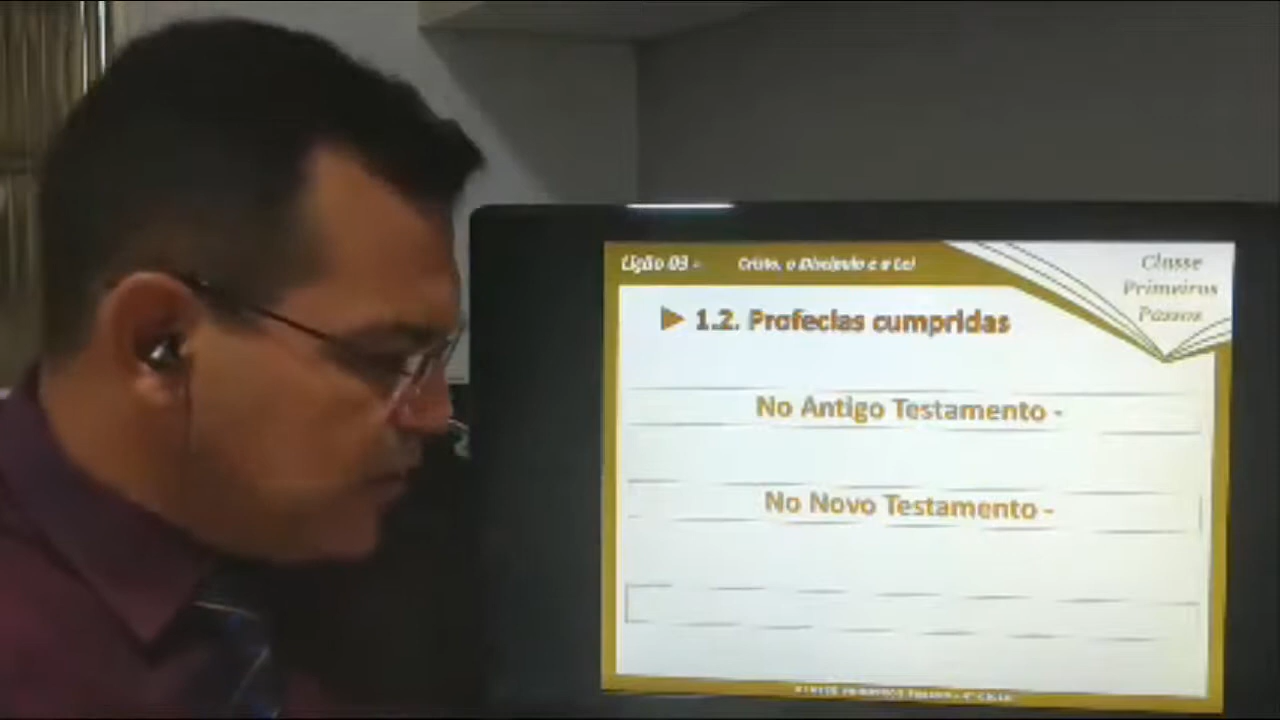 Lição 03 - Cristo, o Discípulo e a Lei
Classe
Primeiros
Passos
1.2. Profecias cumpridas
No Antigo Testamento -
No Novo Testamento -